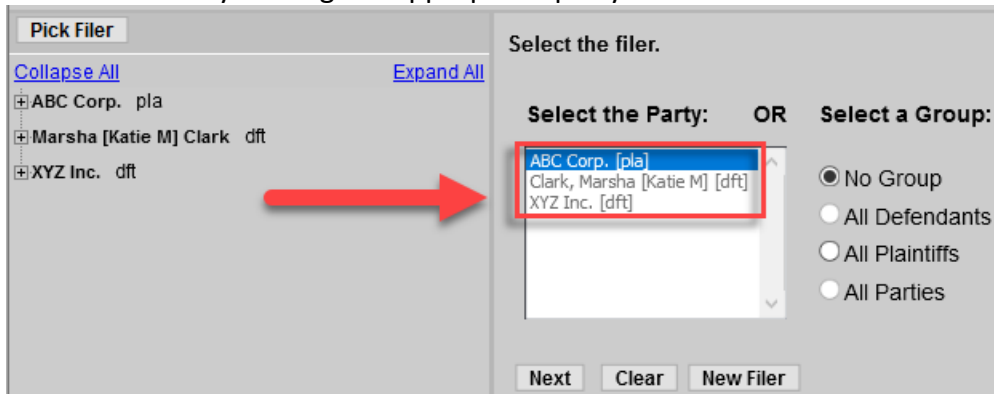 Pick Filer
Collapse All Expand All
ABC Corp. pla
Marsha [Katie M] Clark dft
XYZ Inc. dft
Select the filer.
Select the Party: OR Select a Group:
ABC Corp. [pla]
Clark, Marsha [Katie M] [dft]
XYZ Inc. [dft]
No Group
All Defendants
All Plaintiffs
All Parties
Next Clear New Filer